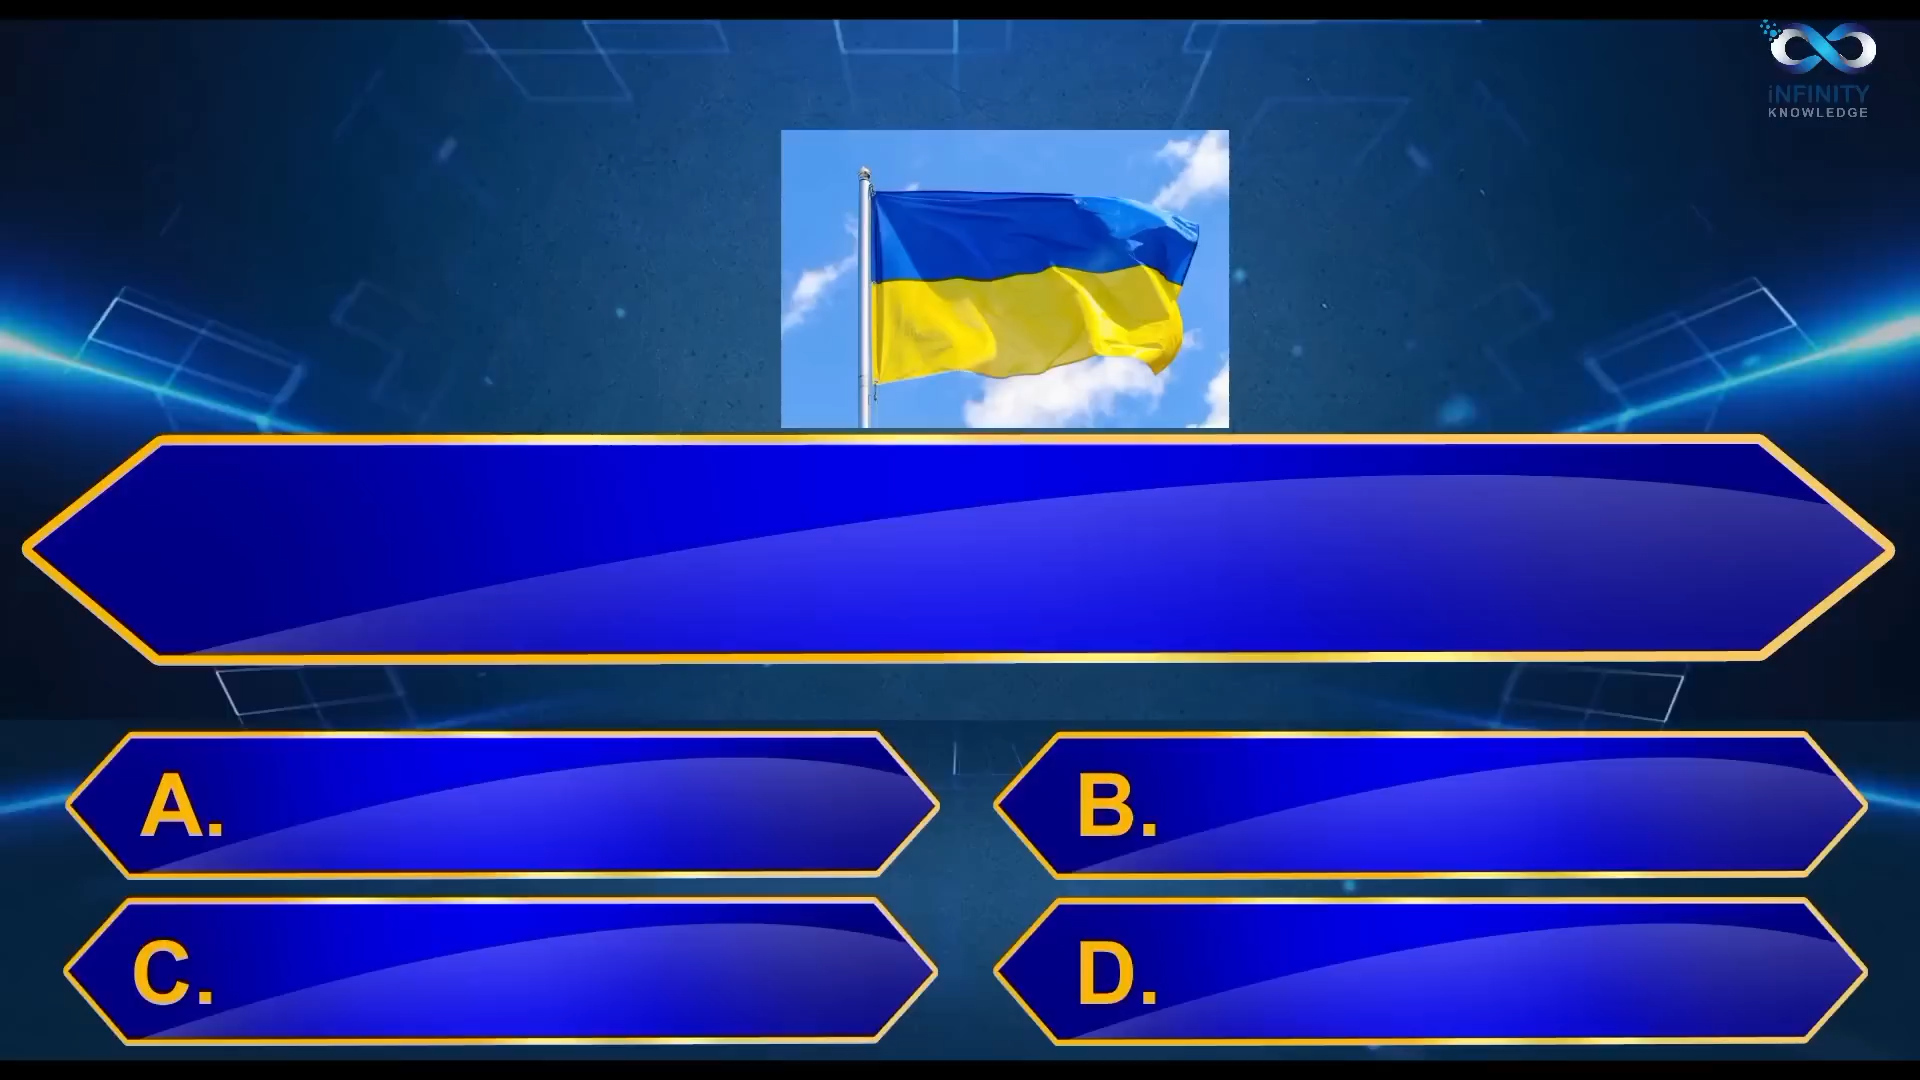 iNFINITY
KNOWLEDGE
A.
B.
C.
D.